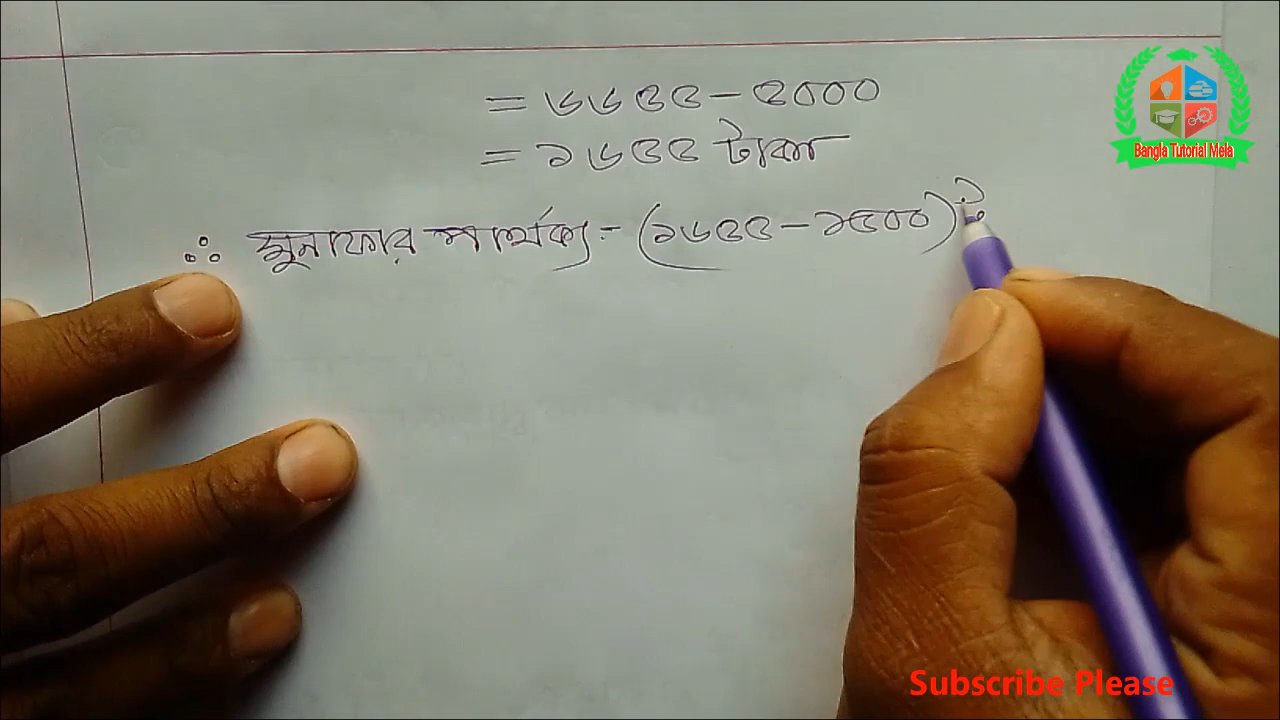 = ৬৬৫৫ - ৫০০০
= ১৬৫৫ টাকা
∴ মুনাফার পার্থক্য = (১৬৫৫ - ১৫০০)
Bangla Tutorial Mela
Subscribe Please